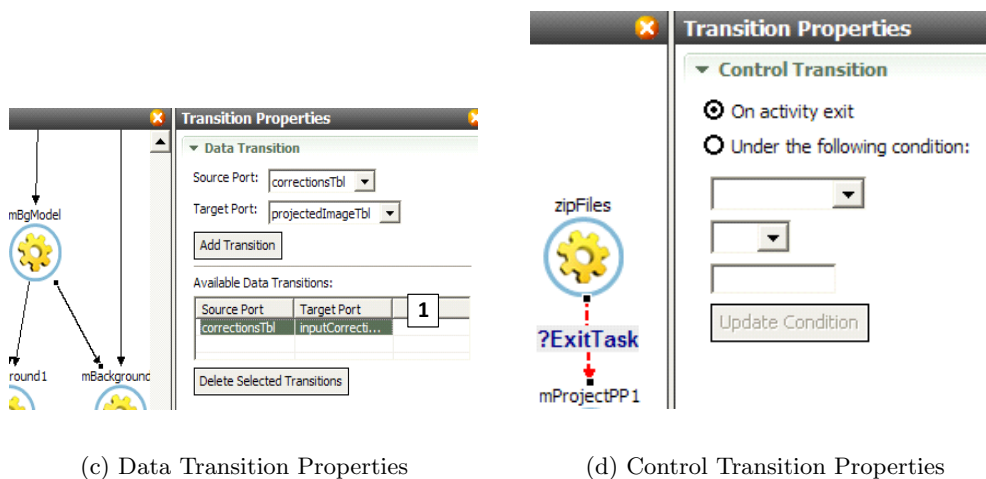 Transition Properties
Data Transition
Source Port: correctionsTbl
Target Port: projectedImageTbl
Add Transition
Available Data Transitions:
Source Port Target Port
1
correctionsTbl inputCorrecti...
Delete Selected Transitions
mBgModel
round1 mBackground
(c) Data Transition Properties
Transition Properties
Control Transition
On activity exit
Under the following condition:
Update Condition
zipFiles
?ExitTask
mProjectPP1
(d) Control Transition Properties